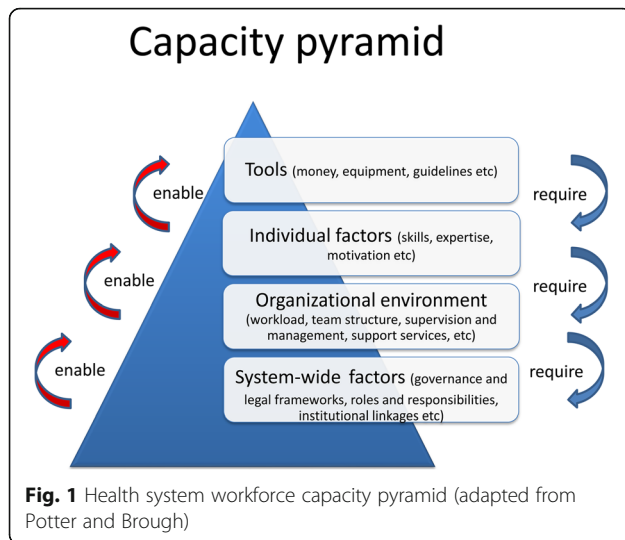 Capacity pyramid
Tools (money, equipment, guidelines etc)
enable
require
Individual factors (skills, expertise,
motivation etc)
enable
require
Organizational environment
(workload, team structure, supervision and
management, support services, etc)
enable
require
System-wide factors (governance and
legal frameworks, roles and responsibilities,
institutional linkages etc)
Fig. 1 Health system workforce capacity pyramid (adapted from
Potter and Brough)